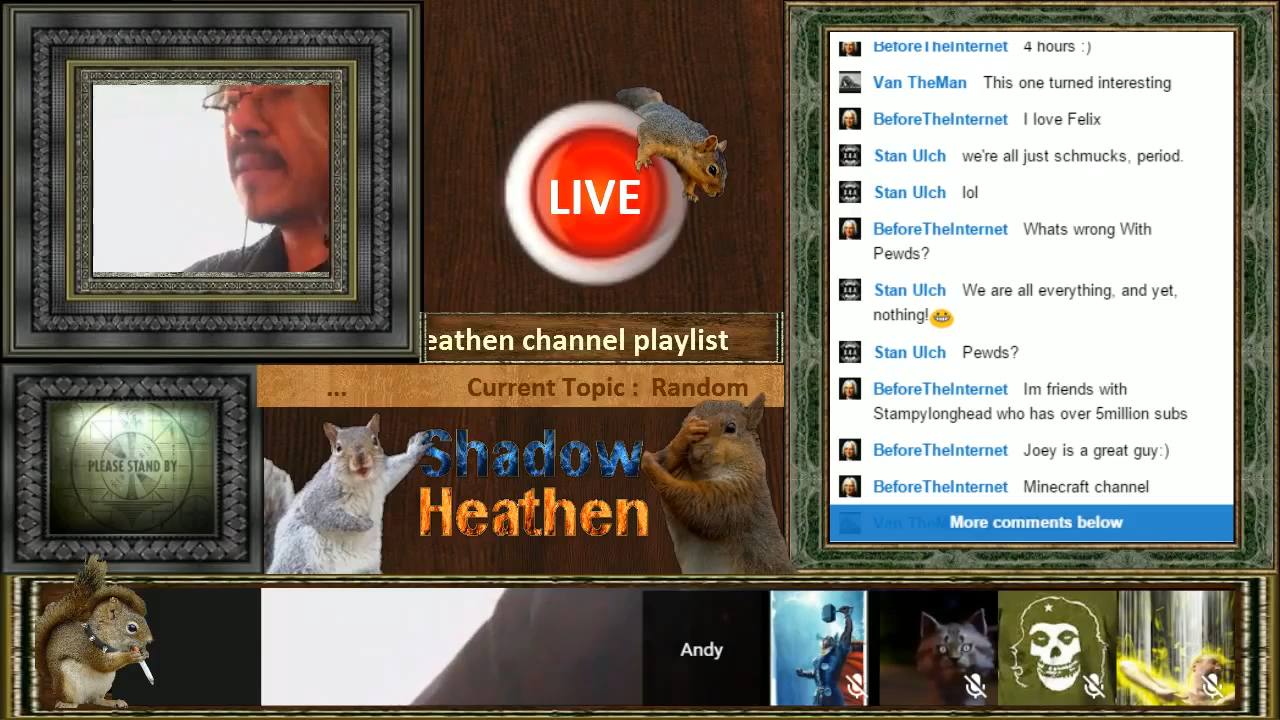 BeforeTheInternet 4 hours :)
Van TheMan This one turned interesting
BeforeTheInternet I love Felix
Stan Ulch we're all just schmucks, period.
Stan Ulch lol
BeforeTheInternet Whats wrong With
Pewds?
Stan Ulch We are all everything, and yet,
nothing!😬
Stan Ulch Pewds?
BeforeTheInternet Im friends with
Stampylonghead who has over 5million subs
BeforeTheInternet Joey is a great guy:)
BeforeTheInternet Minecraft channel
More comments below
LIVE
eathen channel playlist
... Current Topic : Random
PLEASE STAND BY
Shadow
Heathen
Andy